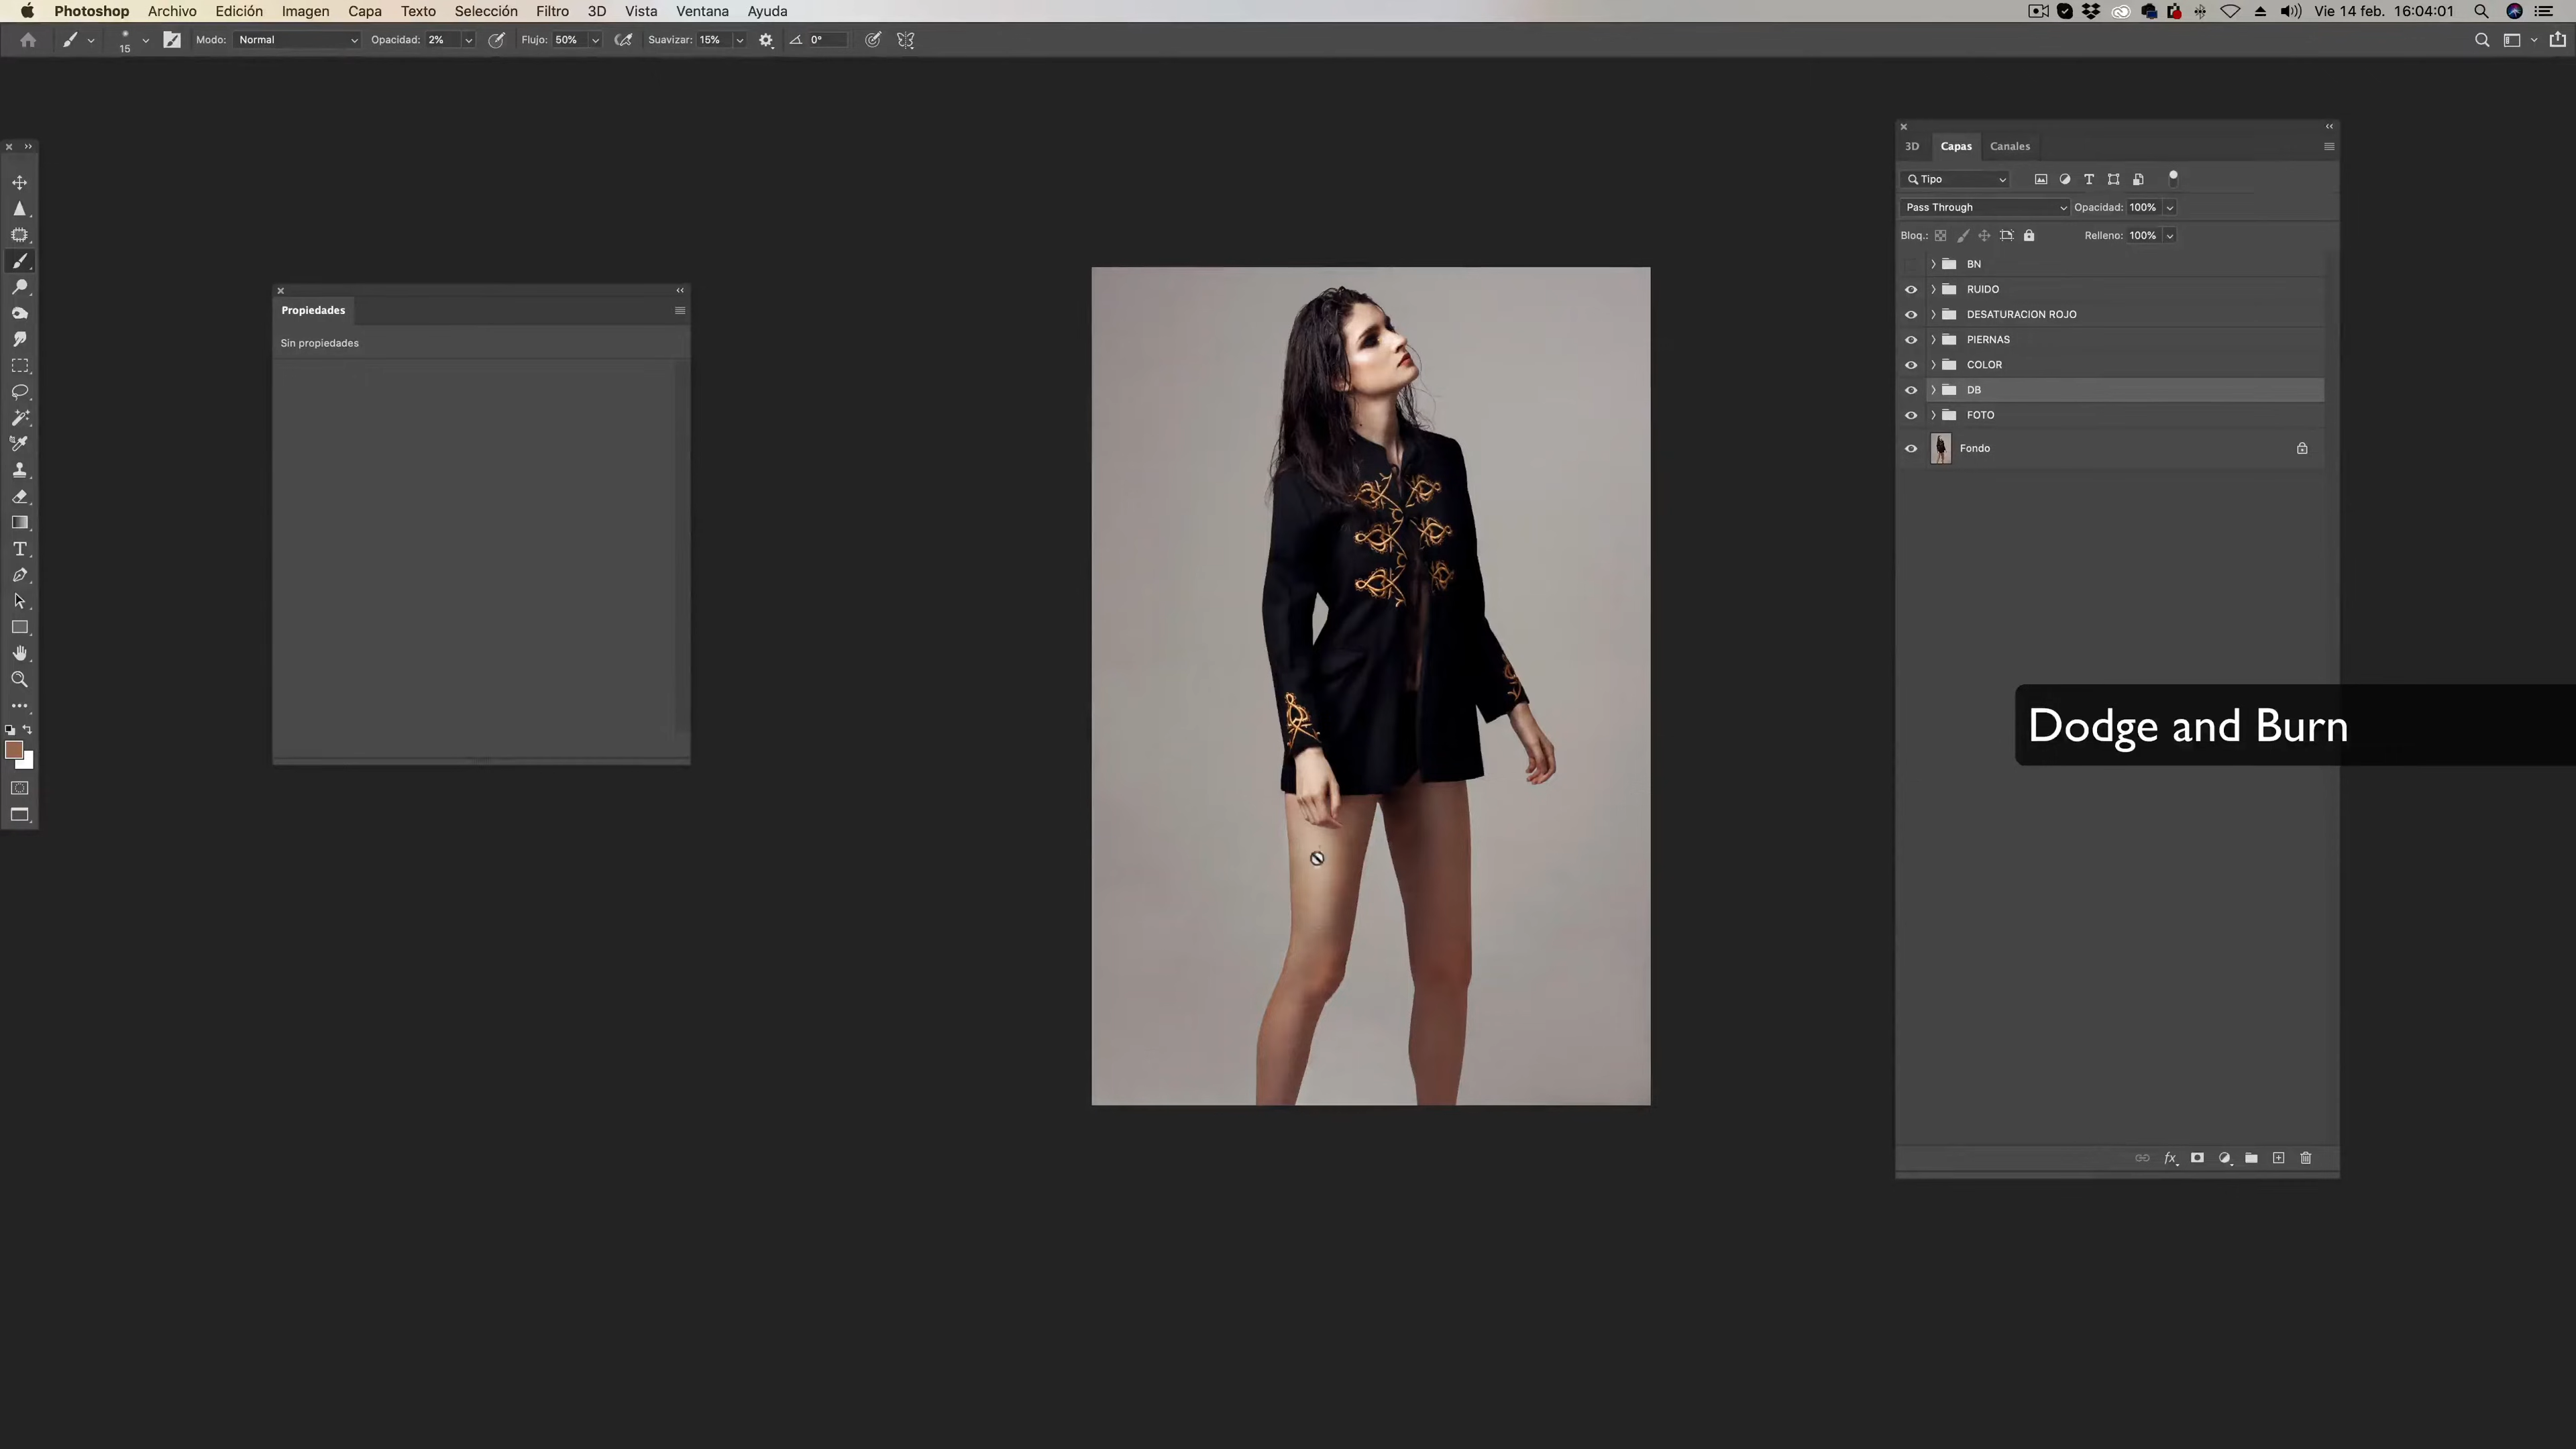 Photoshop Archivo Edición Imagen Capa Texto Selección Filtro 3D Vista Ventana Ayuda Vie 14 feb. 16:04:01
15 Modo: Normal Opacidad: 2% Flujo: 50% Suavizar: 15% 0°
Propiedades
Sin propiedades
3D Capas Canales
Tipo
Pass Through Opacidad: 100%
Bloq.: Relleno: 100%
BN
RUIDO
DESATURACION ROJO
PIERNAS
COLOR
DB
FOTO
Fondo
Dodge and Burn
fx